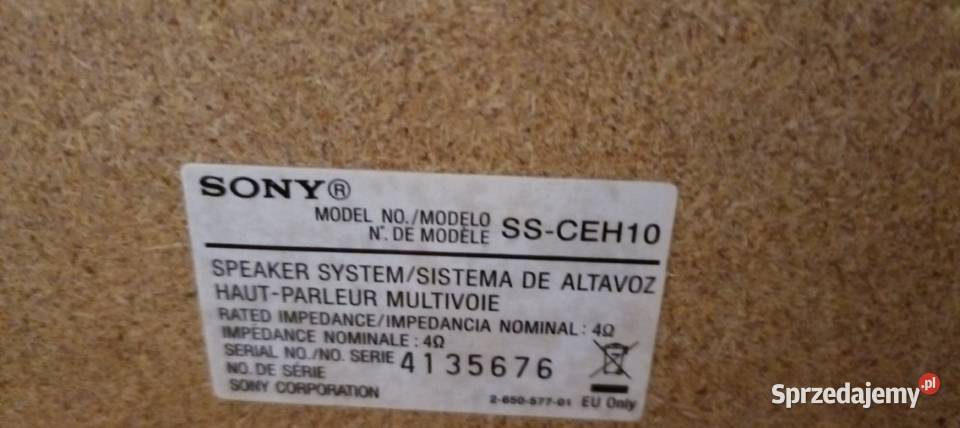 SONY®
MODEL NO./MODELO
N°. DE MODÈLE SS-CEH10
SPEAKER SYSTEM/SISTEMA DE ALTAVOZ
HAUT-PARLEUR MULTIVOIE
RATED IMPEDANCE/IMPEDANCIA NOMINAL : 4Ω
IMPÉDANCE NOMINALE : 4Ω
SERIAL NO./NO. SERIE 4135676
NO. DE SÉRIE
SONY CORPORATION
2-650-577-01 EU Only
Sprzedajemy.pl